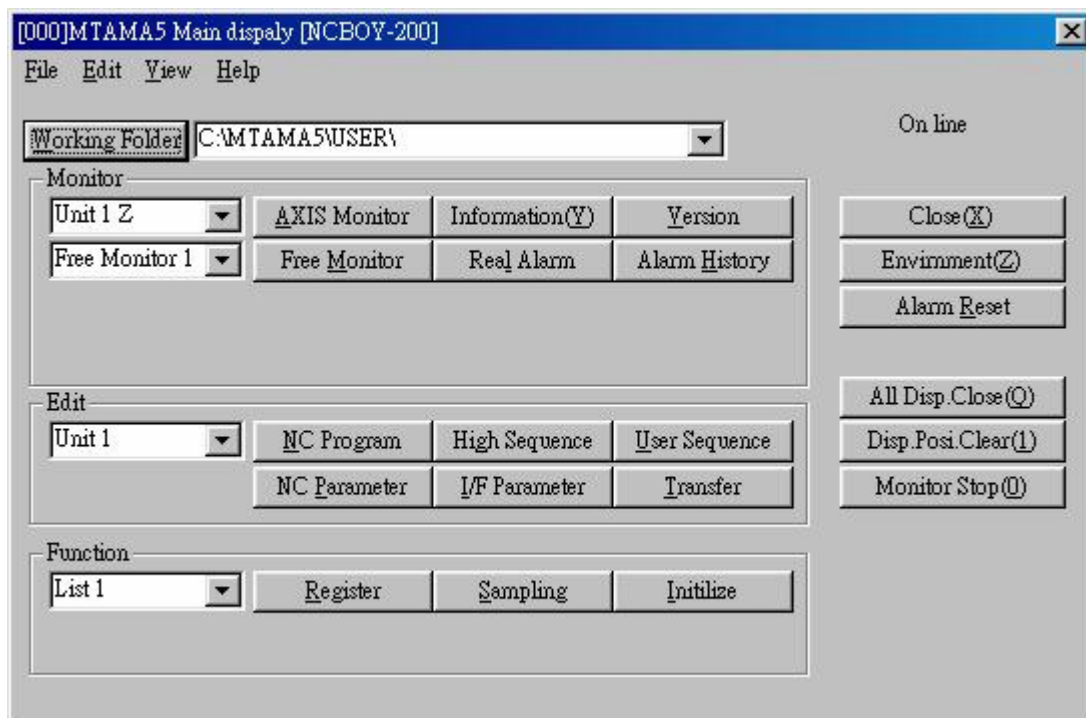 [000]MTAMA5 Main dispaly [NCBOY-200]
File Edit View Help
On line
Working Folder C:\MTAMA5\USER\
Monitor
Unit 1 Z AXIS Monitor Information(Y) Version Close(X)
Free Monitor 1 Free Monitor Real Alarm Alarm History Envirnment(Z)
Alarm Reset
Edit All Disp.Close(Q)
Unit 1 NC Program High Sequence User Sequence Disp.Posi.Clear(1)
NC Parameter I/F Parameter Transfer Monitor Stop(0)
Function
List 1 Register Sampling Initilize